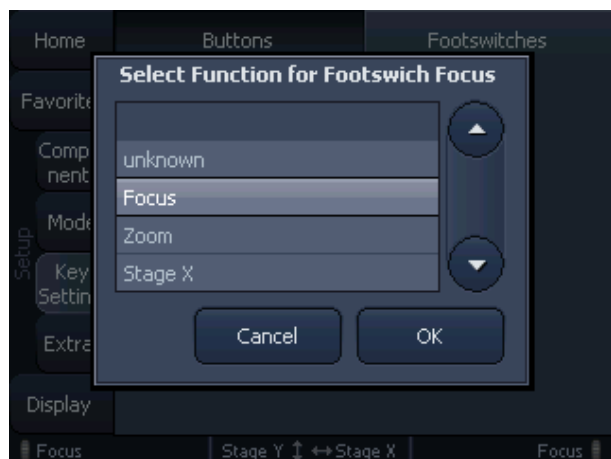 Home
Buttons
Footswitches
Select Function for Footswich Focus
Favorite
unknown
Comp
nent
Focus
Mode
Zoom
Setup
Key
Settin
Stage X
Extra
Cancel
OK
Display
Focus
Stage Y ↕ ↔ Stage X
Focus